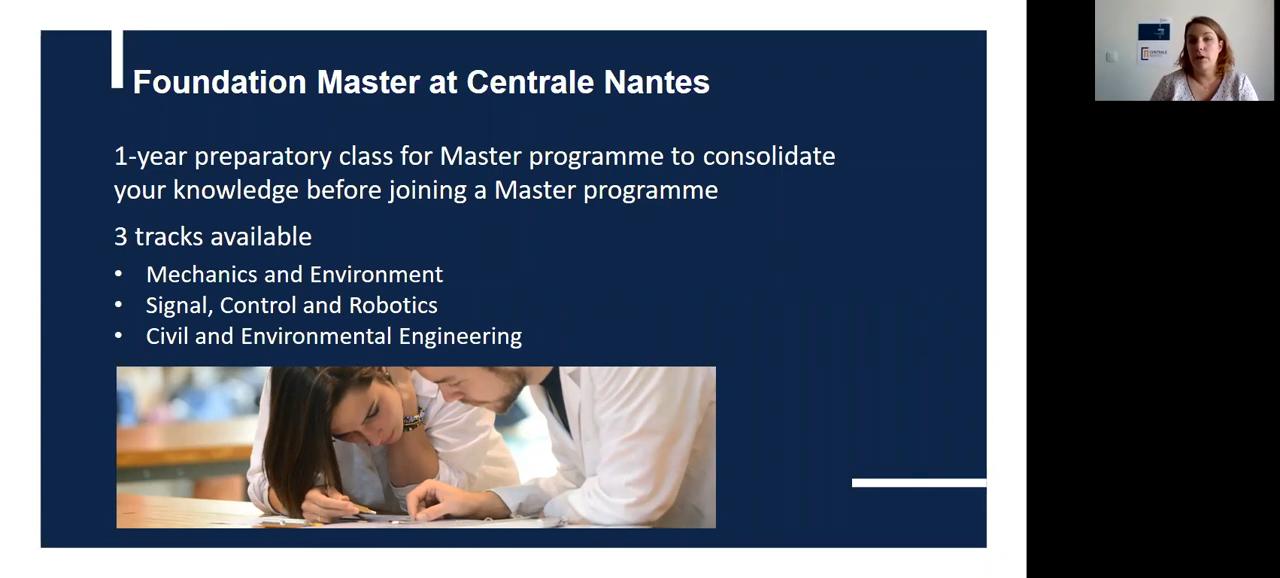 Foundation Master at Centrale Nantes
1-year preparatory class for Master programme to consolidate
your knowledge before joining a Master programme
3 tracks available
• Mechanics and Environment
• Signal, Control and Robotics
• Civil and Environmental Engineering
CENTRALE